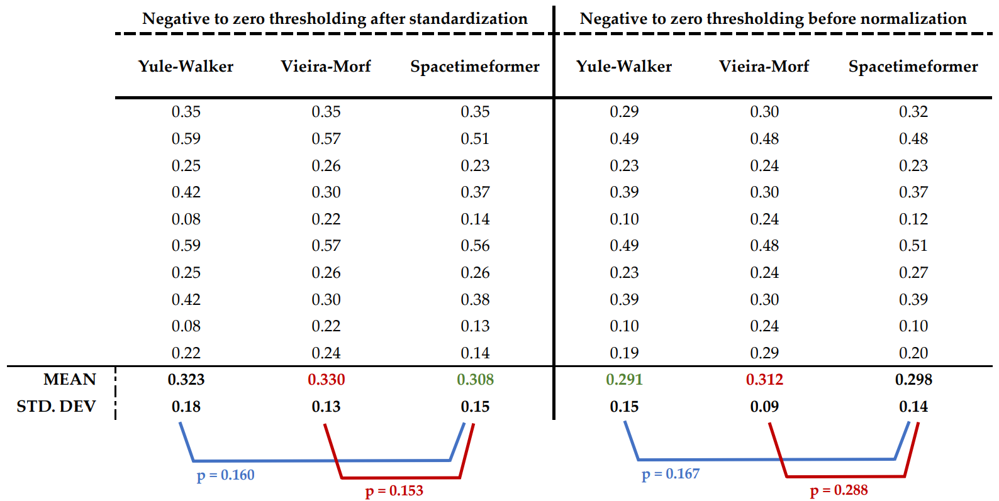 Negative to zero thresholding after standardization Negative to zero thresholding before normalization
Yule-Walker Vieira-Morf Spacetimeformer Yule-Walker Vieira-Morf Spacetimeformer
0.35 0.35 0.35 0.29 0.30 0.32
0.59 0.57 0.51 0.49 0.48 0.48
0.25 0.26 0.23 0.23 0.24 0.23
0.42 0.30 0.37 0.39 0.30 0.37
0.08 0.22 0.14 0.10 0.24 0.12
0.59 0.57 0.56 0.49 0.48 0.51
0.25 0.26 0.26 0.23 0.24 0.27
0.42 0.30 0.38 0.39 0.30 0.39
0.08 0.22 0.13 0.10 0.24 0.10
0.22 0.24 0.14 0.19 0.29 0.20
MEAN 0.323 0.330 0.308 0.291 0.312 0.298
STD. DEV 0.18 0.13 0.15 0.15 0.09 0.14
p = 0.160 p = 0.167
p = 0.153 p = 0.288